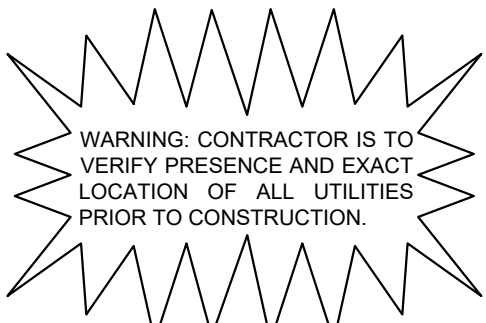 WARNING: CONTRACTOR IS TO
VERIFY PRESENCE AND EXACT
LOCATION OF ALL UTILITIES
PRIOR TO CONSTRUCTION.